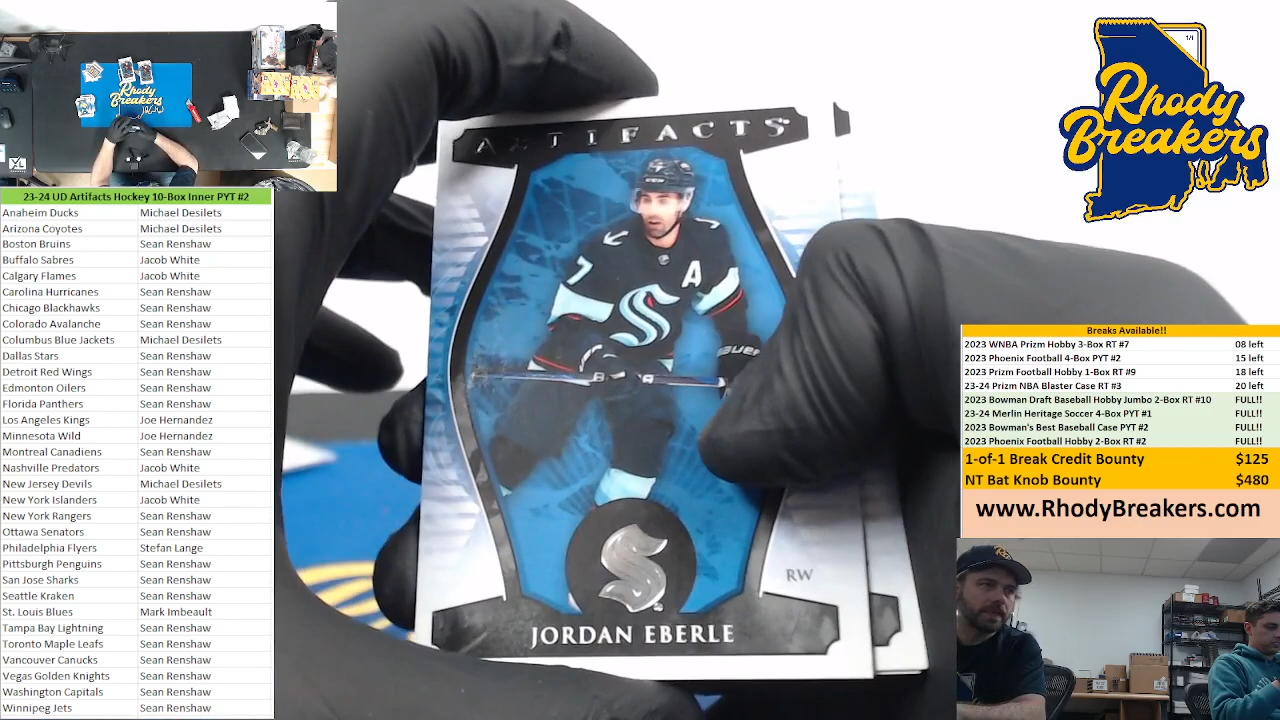 Rhody
Breakers
23-24 UD Artifacts Hockey 10-Box Inner PYT #2
Anaheim Ducks Michael Desilets
Arizona Coyotes Michael Desilets
Boston Bruins Sean Renshaw
Buffalo Sabres Jacob White
Calgary Flames Jacob White
Carolina Hurricanes Sean Renshaw
Chicago Blackhawks Sean Renshaw
Colorado Avalanche Sean Renshaw
Columbus Blue Jackets Michael Desilets
Dallas Stars Sean Renshaw
Detroit Red Wings Sean Renshaw
Edmonton Oilers Sean Renshaw
Florida Panthers Sean Renshaw
Los Angeles Kings Joe Hernandez
Minnesota Wild Joe Hernandez
Montreal Canadiens Sean Renshaw
Nashville Predators Jacob White
New Jersey Devils Michael Desilets
New York Islanders Jacob White
New York Rangers Sean Renshaw
Ottawa Senators Sean Renshaw
Philadelphia Flyers Stefan Lange
Pittsburgh Penguins Sean Renshaw
San Jose Sharks Sean Renshaw
Seattle Kraken Sean Renshaw
St. Louis Blues Mark Imbeault
Tampa Bay Lightning Sean Renshaw
Toronto Maple Leafs Sean Renshaw
Vancouver Canucks Sean Renshaw
Vegas Golden Knights Sean Renshaw
Washington Capitals Sean Renshaw
Winnipeg Jets Sean Renshaw
ARTIFACTS
7
A
BAUER
RW
JORDAN EBERLE
1/1
Rhody
Breakers
Breaks Available!!
2023 WNBA Prizm Hobby 3-Box RT #7 08 left
2023 Phoenix Football 4-Box PYT #2 15 left
2023 Prizm Football Hobby 1-Box RT #9 18 left
23-24 Prizm NBA Blaster Case RT #3 20 left
2023 Bowman Draft Baseball Hobby Jumbo 2-Box RT #10 FULL!!
23-24 Merlin Heritage Soccer 4-Box PYT #1 FULL!!
2023 Bowman's Best Baseball Case PYT #2 FULL!!
2023 Phoenix Football Hobby 2-Box RT #2 FULL!!
1-of-1 Break Credit Bounty $125
NT Bat Knob Bounty $480
www.RhodyBreakers.com